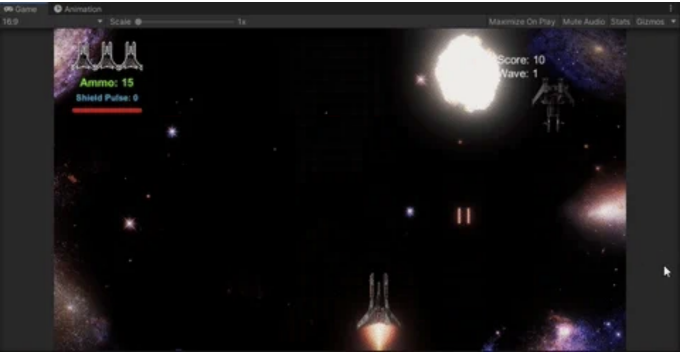 Game Animation
16:9 Scale 1x Maximize On Play Mute Audio Stats Gizmos
Ammo: 15
Shield Pulse: 0
Score: 10
Wave: 1